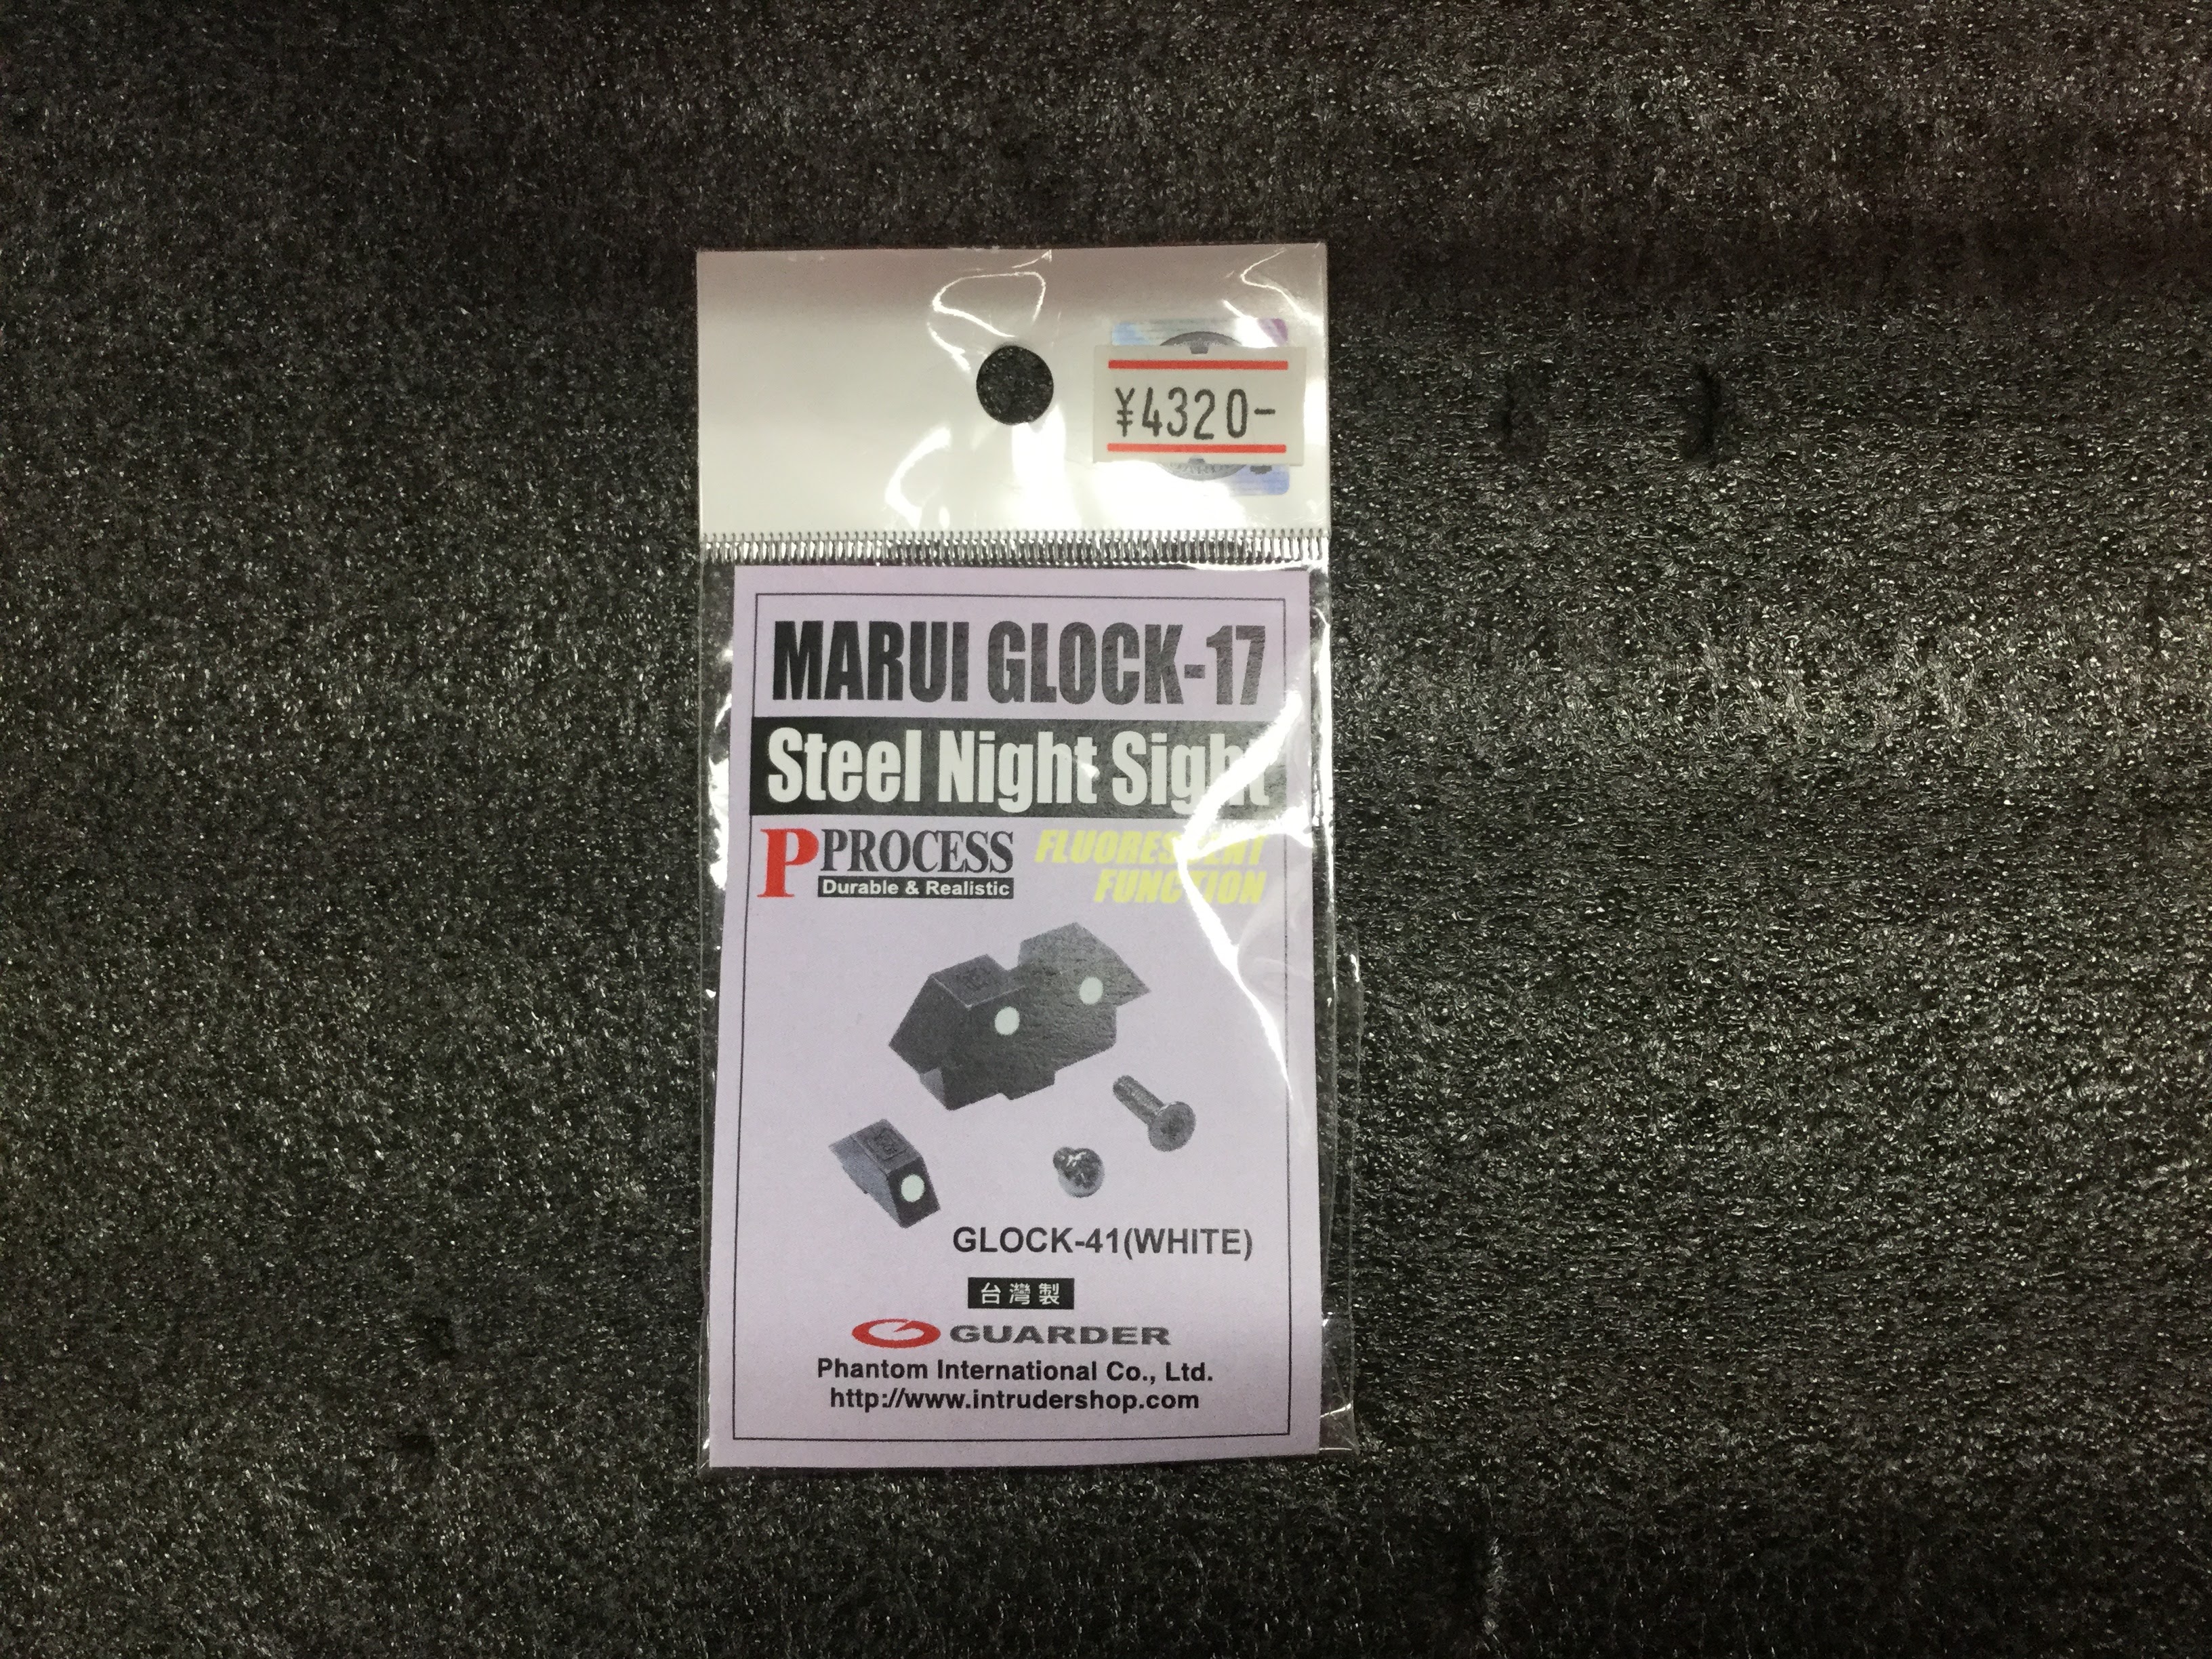 ¥4320-
MARUI GLOCK-17
Steel Night Sight
P PROCESS
Durable & Realistic
FLUORESCENT
FUNCTION
GLOCK-41(WHITE)
台灣製
GUARDER
Phantom International Co., Ltd.
http://www.intrudershop.com